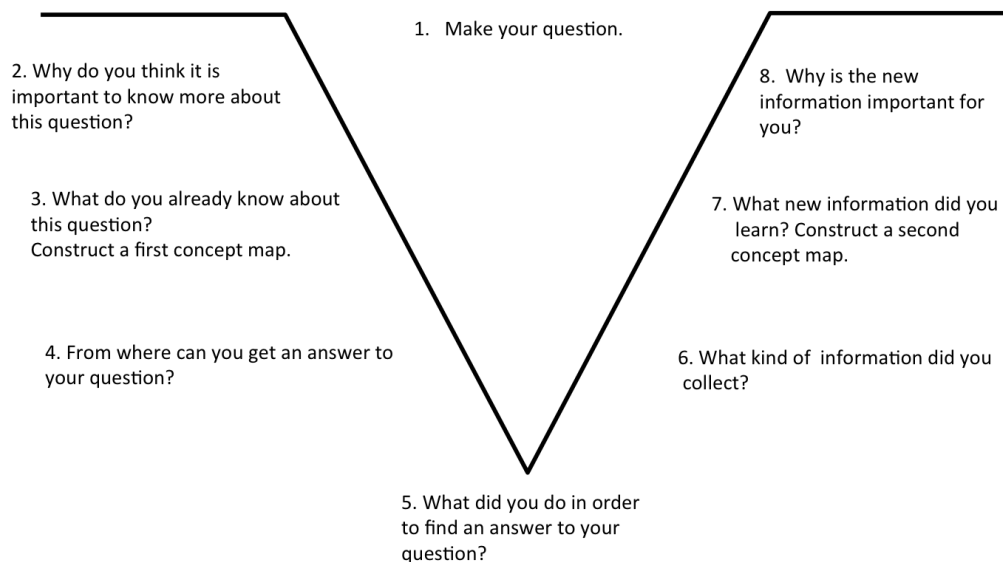 1. Make your question.
2. Why do you think it is
important to know more about
this question?
3. What do you already know about
this question?
Construct a first concept map.
4. From where can you get an answer to
your question?
5. What did you do in order
to find an answer to your
question?
6. What kind of information did you
collect?
7. What new information did you
learn? Construct a second
concept map.
8. Why is the new
information important for
you?